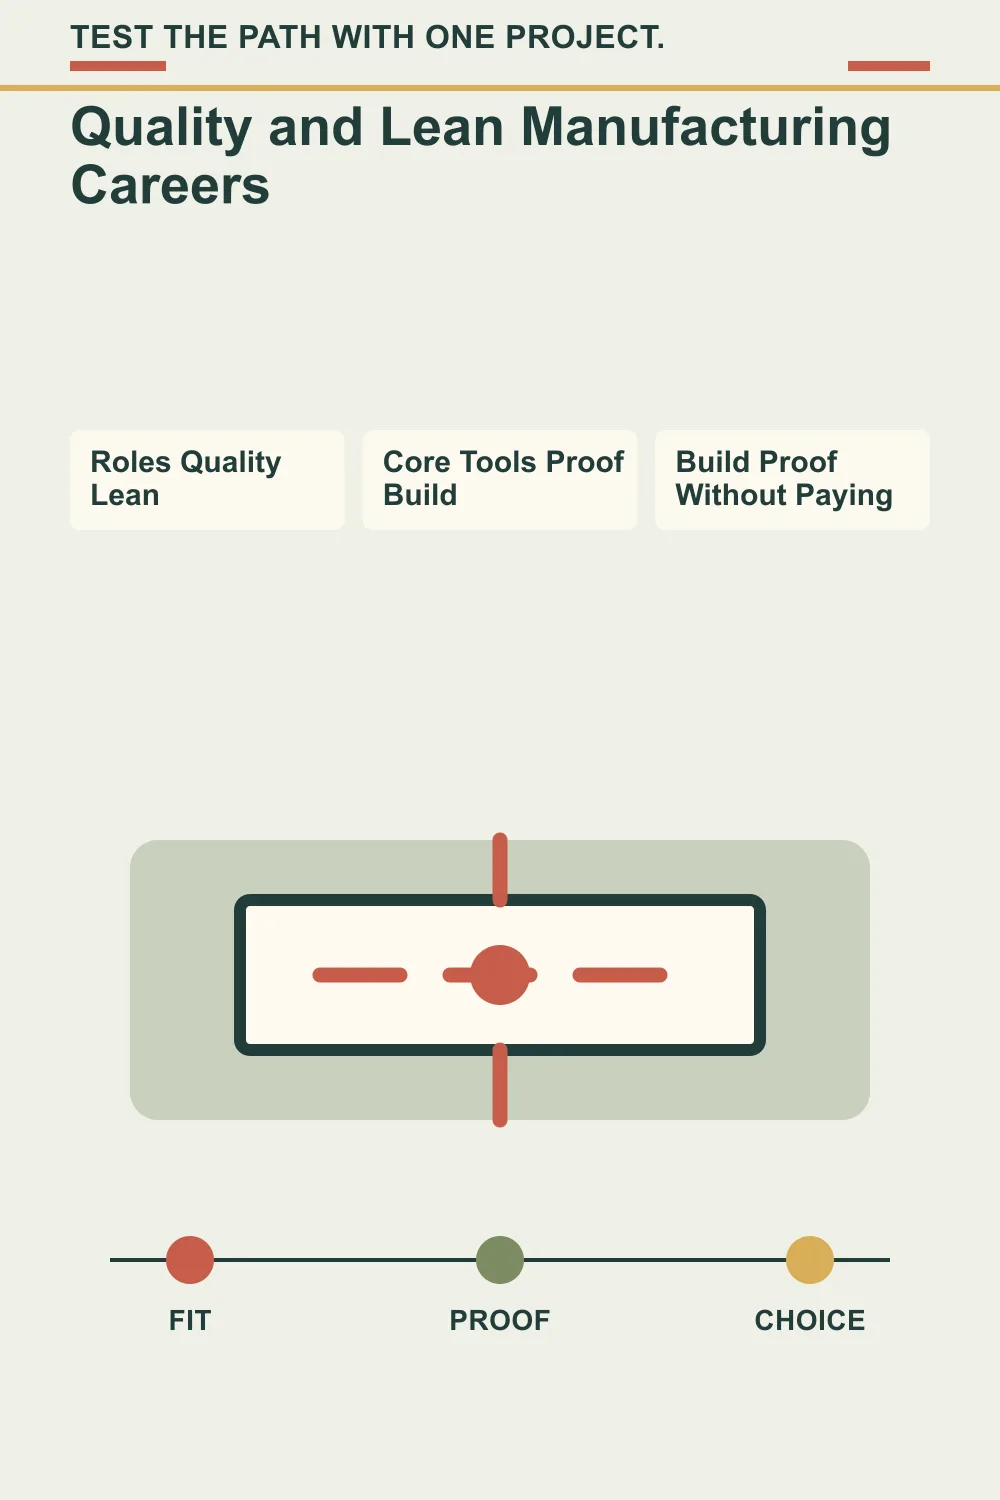 TEST THE PATH WITH ONE PROJECT.
Quality and Lean Manufacturing
Careers
Roles Quality
Lean
Core Tools Proof
Build
Build Proof
Without Paying
FIT
PROOF
CHOICE